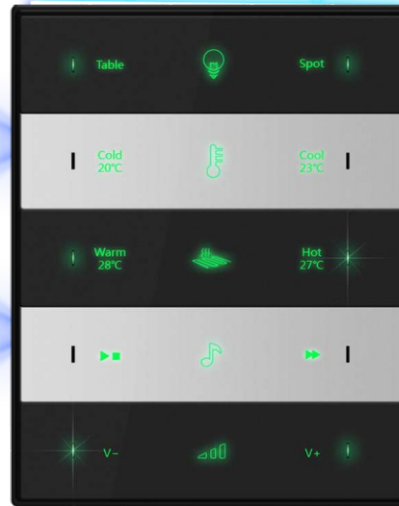 Table Spot
Cold Cool
20°C 23°C
Warm Hot
28°C 27°C
V− V+